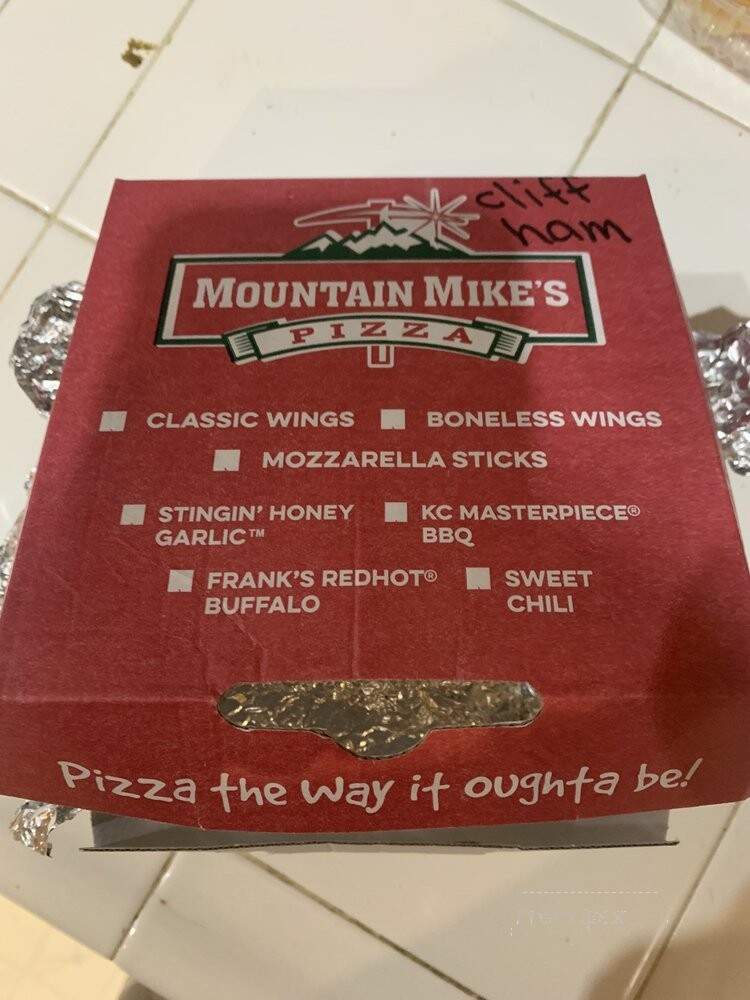 cliff
ham
MOUNTAIN MIKE'S
PIZZA
CLASSIC WINGS BONELESS WINGS
MOZZARELLA STICKS
STINGIN' HONEY GARLIC™
KC MASTERPIECE® BBQ
FRANK'S REDHOT® BUFFALO
SWEET CHILI
Pizza the way it oughta be!